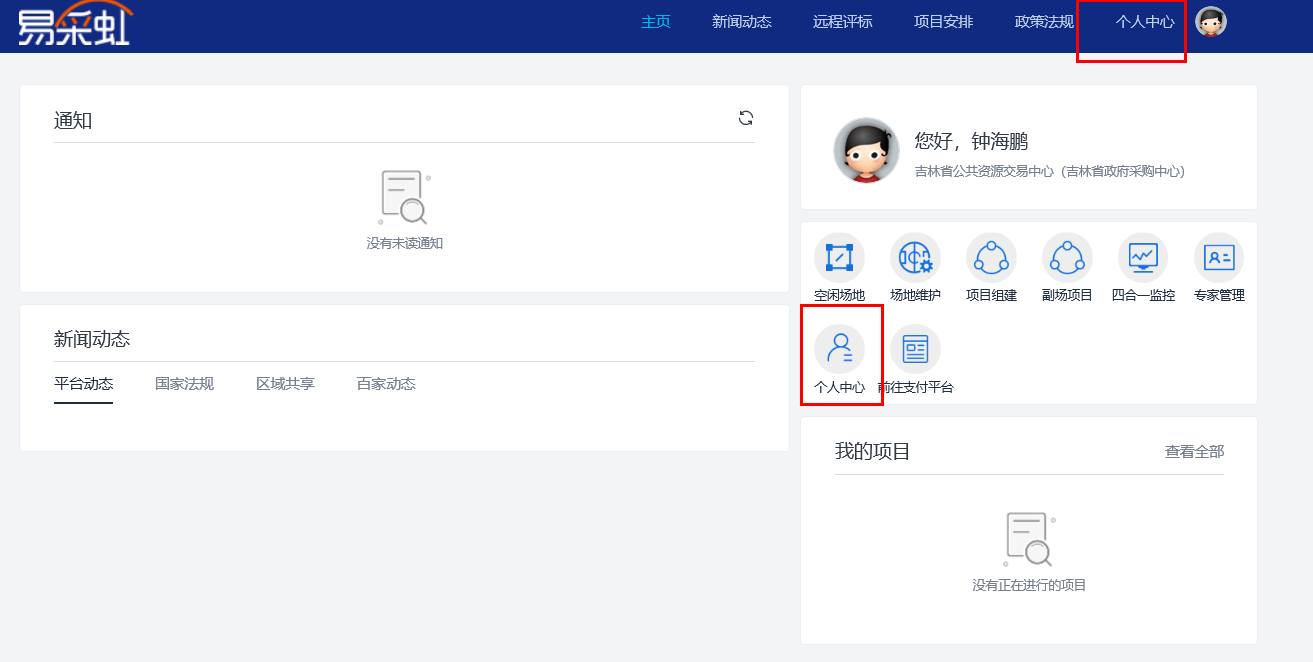 易采虹
主页 新闻动态 远程评标 项目安排 政策法规 个人中心
通知
没有未读通知
新闻动态
平台动态 国家法规 区域共享 百家动态
您好，钟海鹏
吉林省公共资源交易中心（吉林省政府采购中心）
空闲场地 场地维护 项目组建 副场项目 四合一监控 专家管理
个人中心 前往支付平台
我的项目 查看全部
没有正在进行的项目